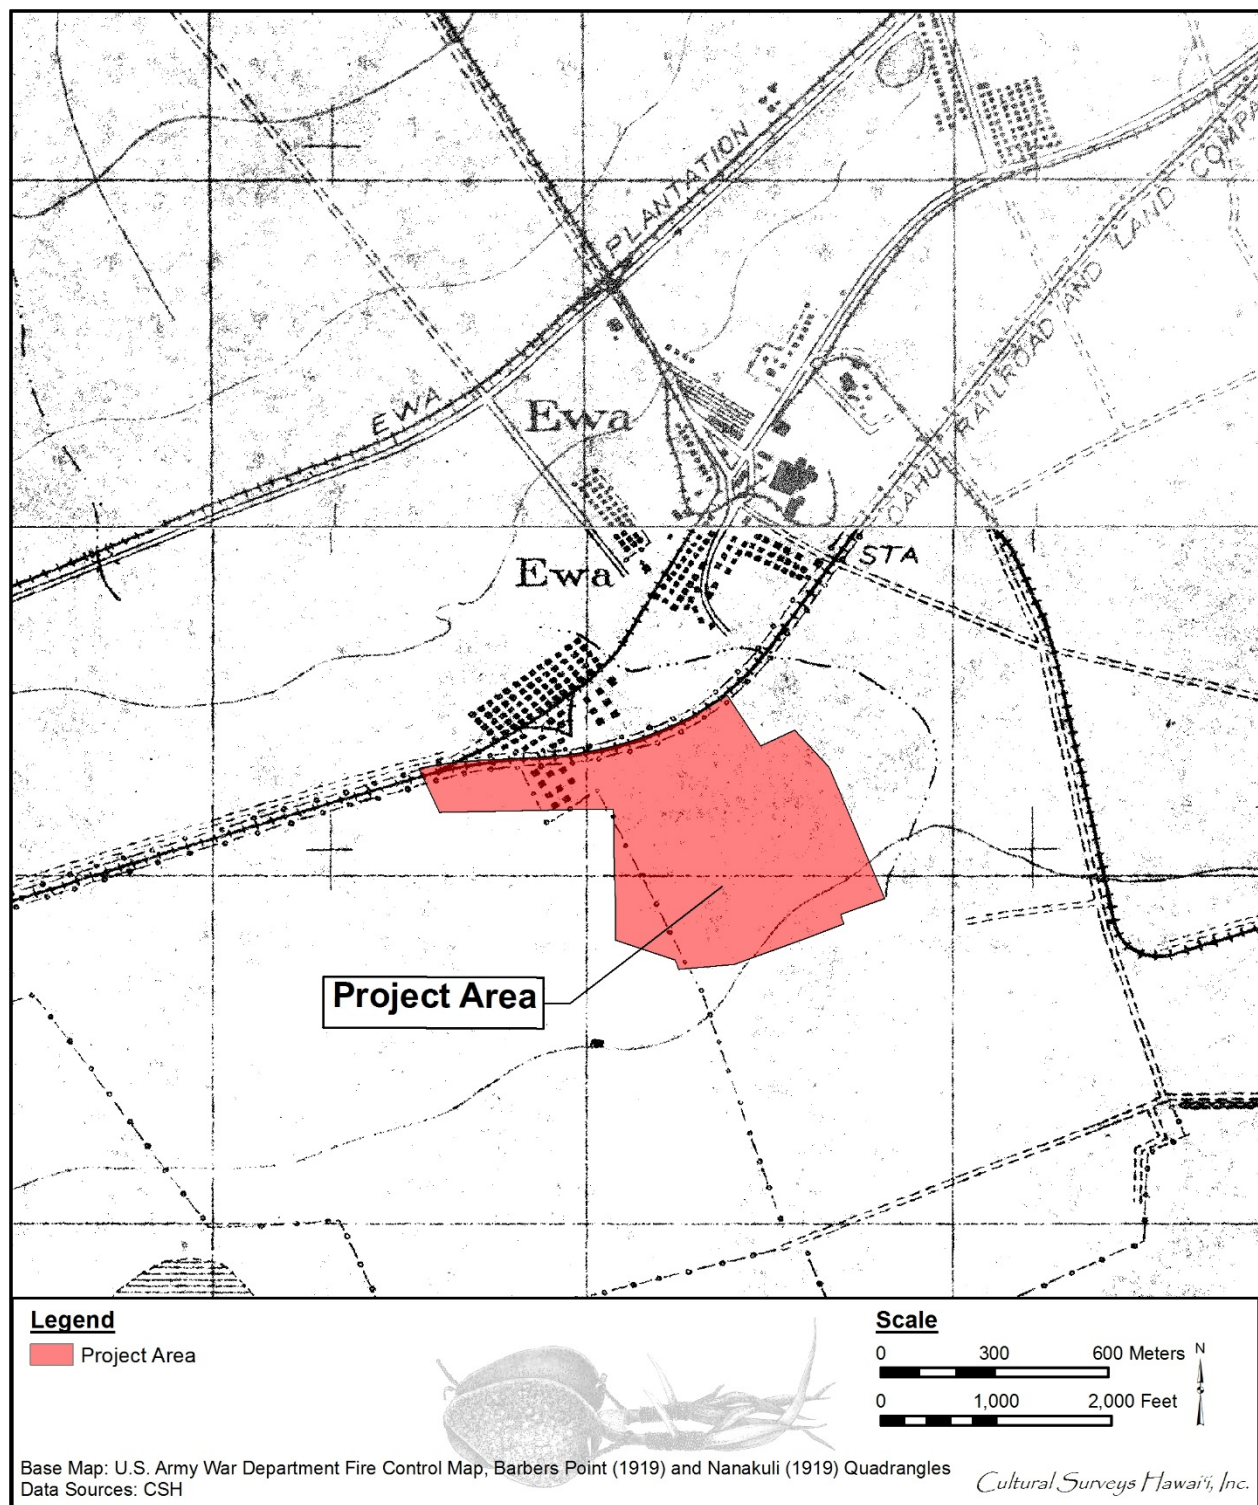 PLANTATION
EWA
OAHU RAILROAD AND LAND COMPA
Ewa
Ewa
STA
Project Area
Legend
Project Area
Scale
0 300 600 Meters
0 1,000 2,000 Feet
N
Base Map: U.S. Army War Department Fire Control Map, Barbers Point (1919) and Nanakuli (1919) Quadrangles
Data Sources: CSH
Cultural Surveys Hawaiʻi, Inc.